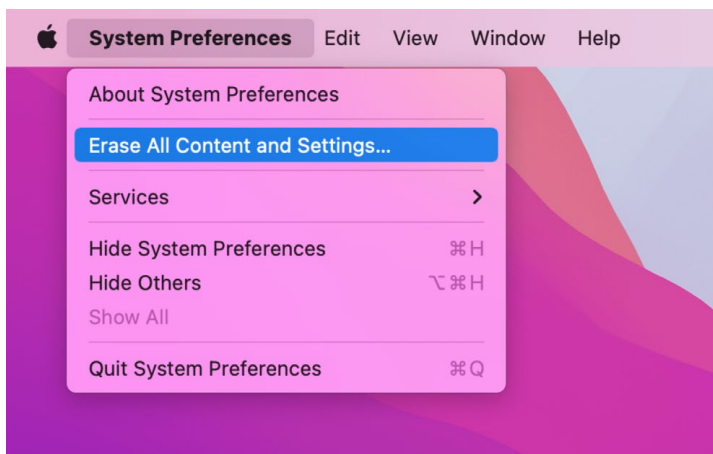 System Preferences Edit View Window Help
About System Preferences
Erase All Content and Settings...
Services
Hide System Preferences ⌘H
Hide Others ⌥⌘H
Show All
Quit System Preferences ⌘Q